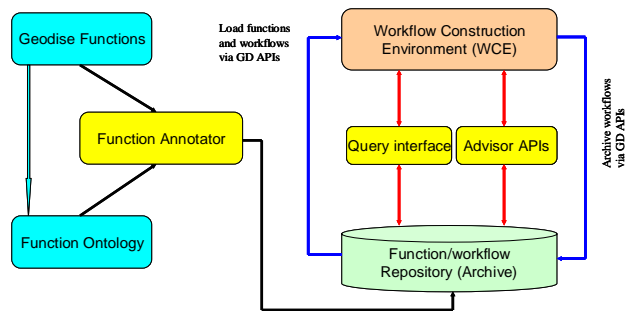 Geodise Functions
Load functions
and workflows
via GD APIs
Workflow Construction
Environment (WCE)
Function Annotator
Query interface
Advisor APIs
Archive workflows
via GD APIs
Function Ontology
Function/workflow
Repository (Archive)